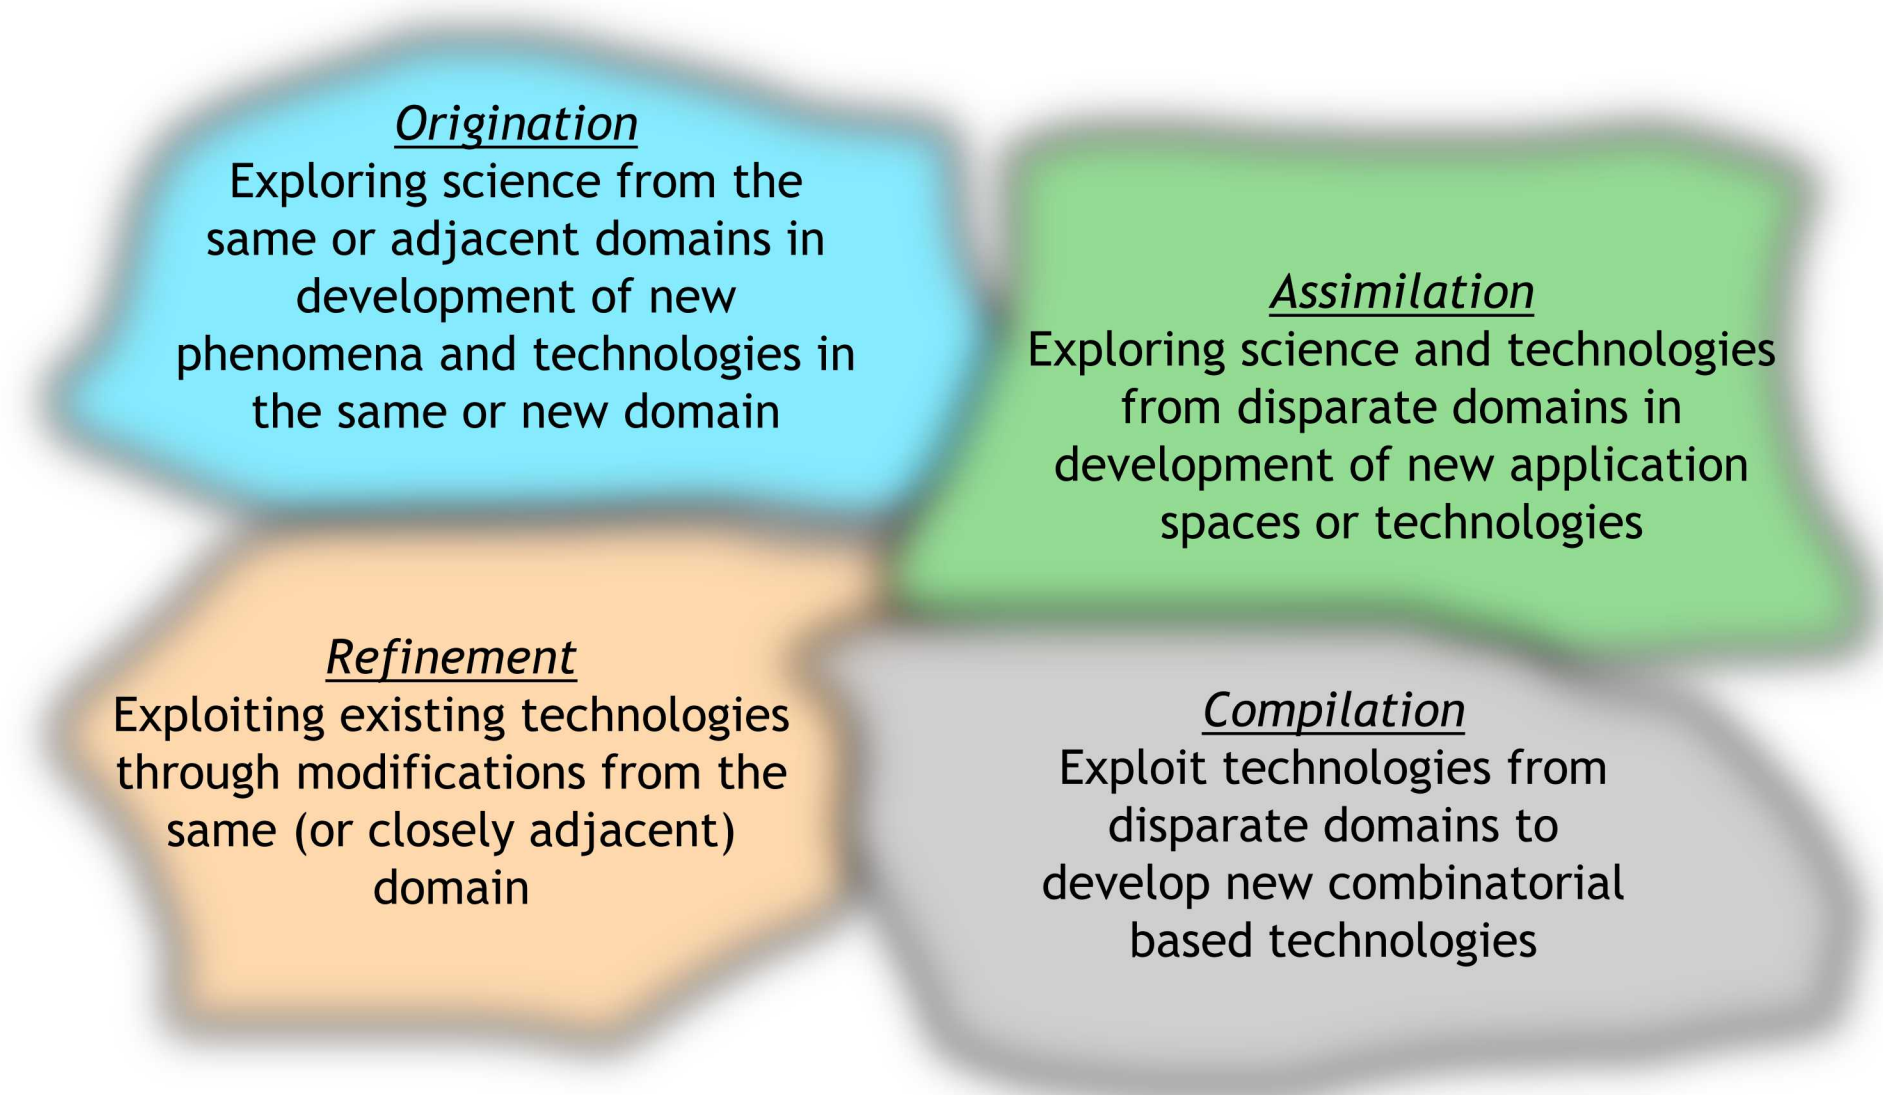 Origination
Exploring science from the
same or adjacent domains in
development of new
phenomena and technologies in
the same or new domain
Assimilation
Exploring science and technologies
from disparate domains in
development of new application
spaces or technologies
Refinement
Exploiting existing technologies
through modifications from the
same (or closely adjacent)
domain
Compilation
Exploit technologies from
disparate domains to
develop new combinatorial
based technologies